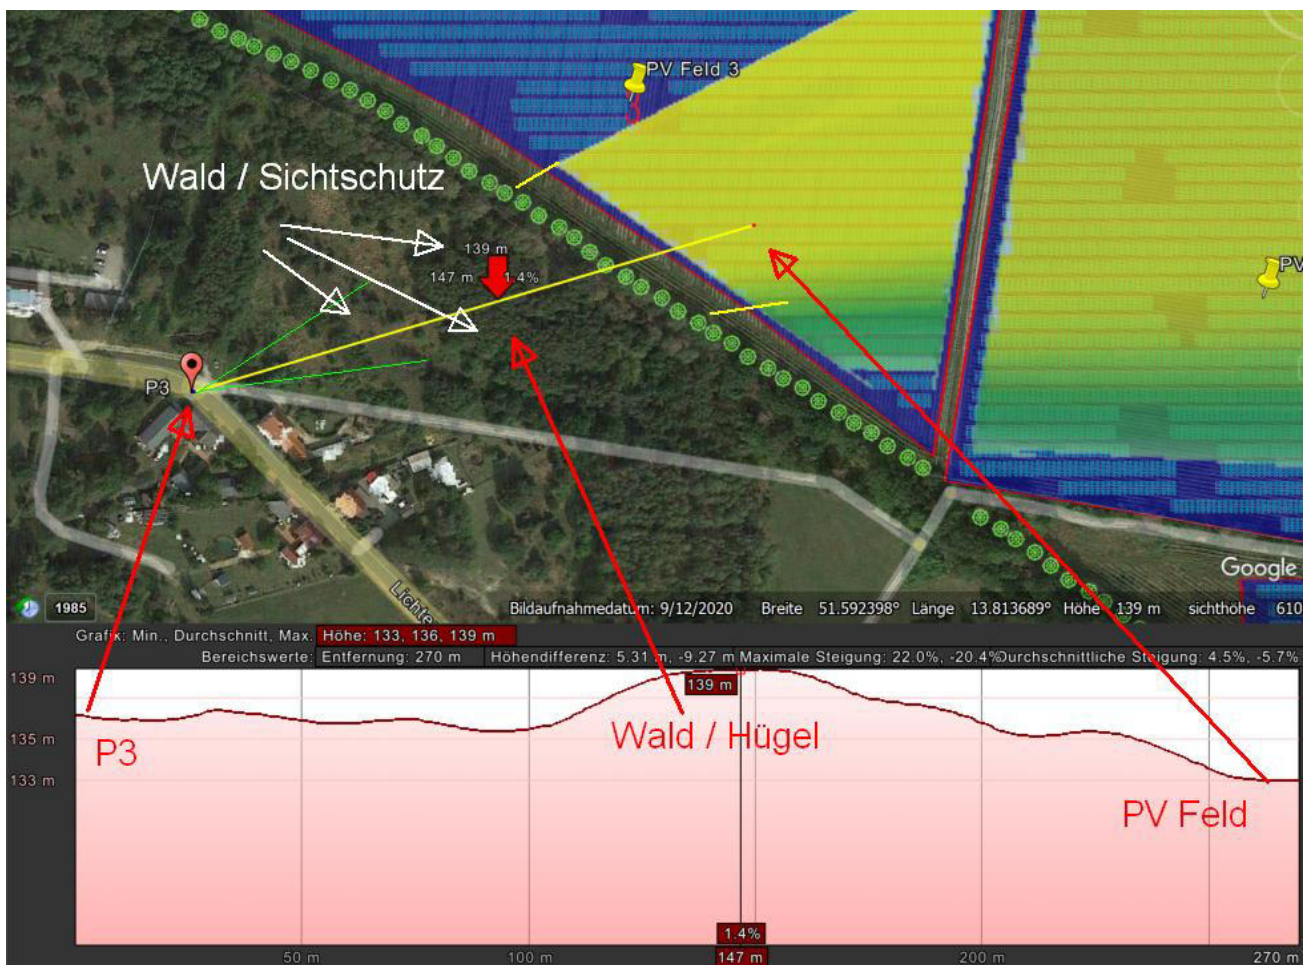 PV Feld 3
Wald / Sichtschutz
139 m
147 m 1.4%
PV
P3
Lichte
Google
1985
Bildaufnahmedatum: 9/12/2020 Breite 51.592398° Länge 13.813689° Höhe 139 m sichthöhe 610
Grafik: Min., Durchschnitt, Max. Höhe: 133, 136, 139 m
Bereichswerte: Entfernung: 270 m Höhendifferenz: 5.31 m, -9.27 m Maximale Steigung: 22.0%, -20.4% Durchschnittliche Steigung: 4.5%, -5.7%
139 m
139 m
Wald / Hügel
135 m
P3
133 m
PV Feld
1.4%
50 m 100 m 147 m 200 m 270 m